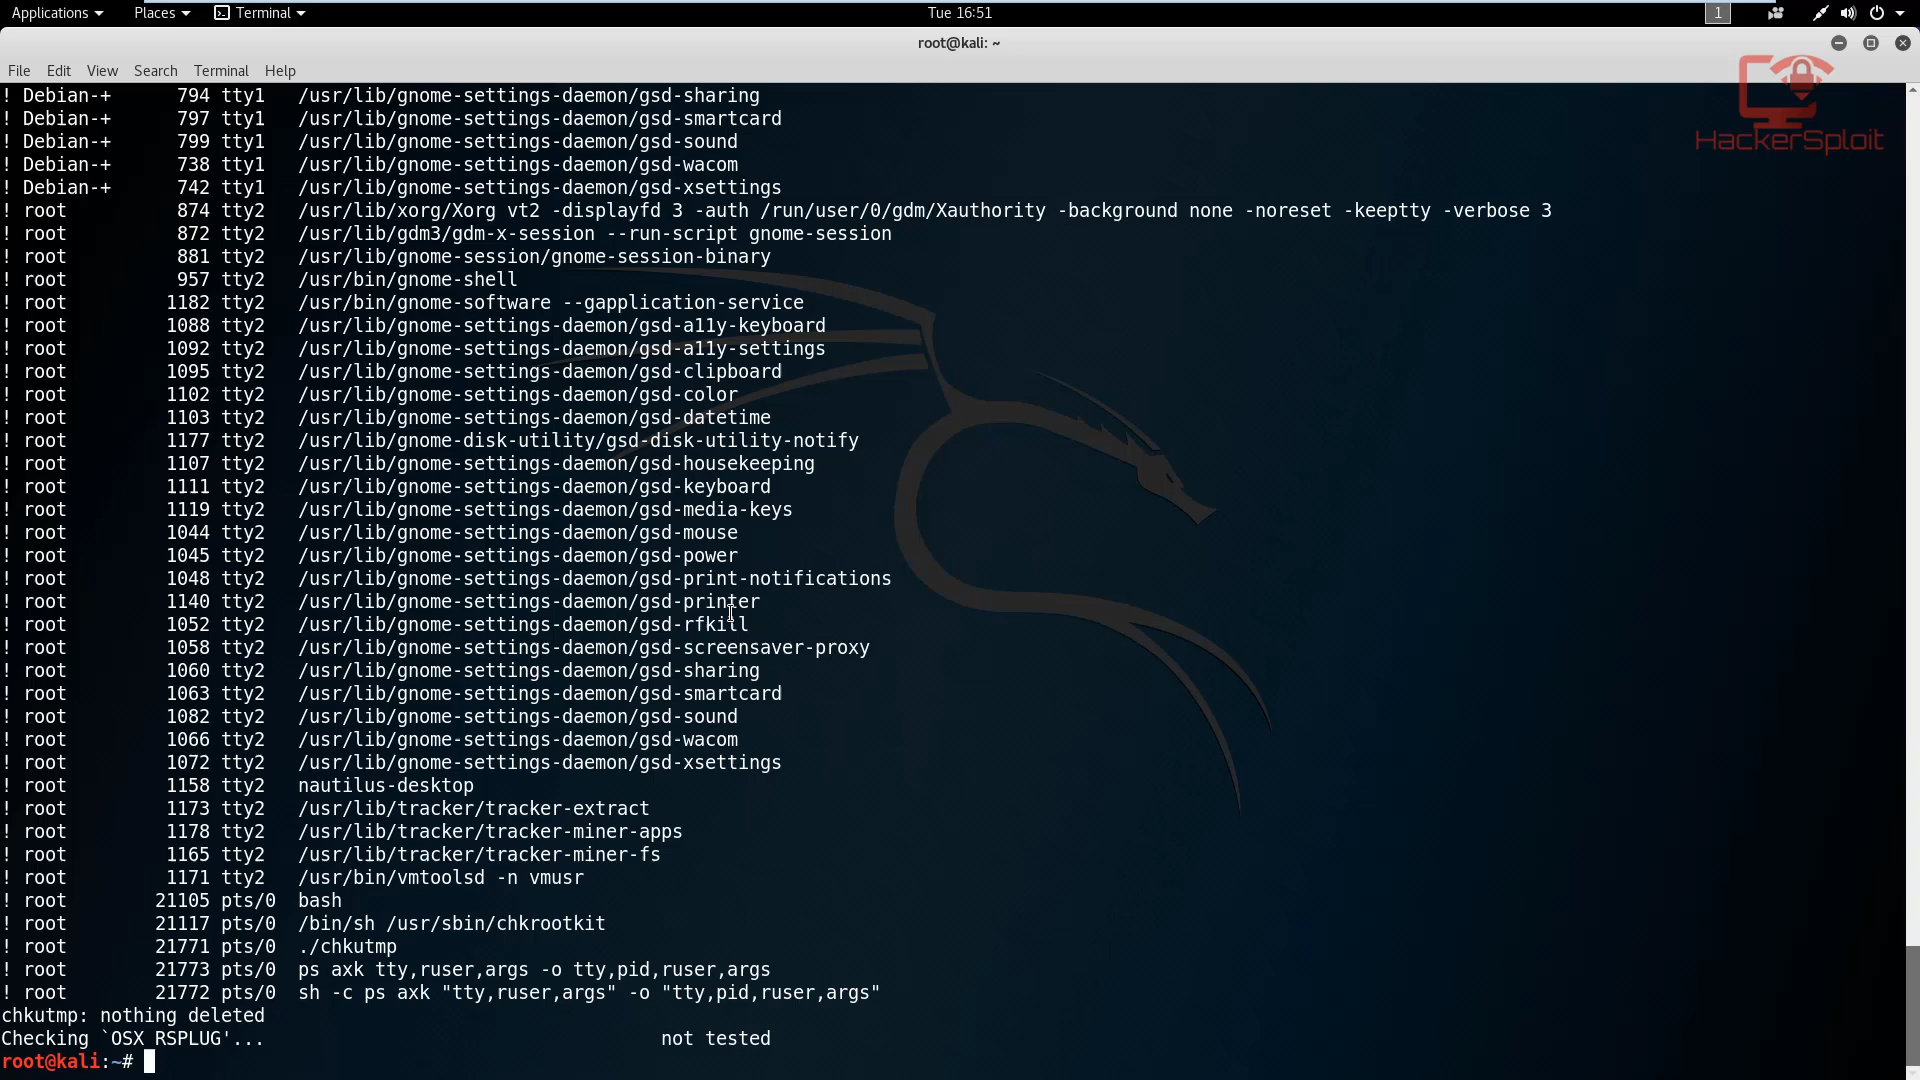 Applications Places Terminal Tue 16:51 1
root@kali: ~
File Edit View Search Terminal Help
HackerSploit
! Debian-+ 794 tty1 /usr/lib/gnome-settings-daemon/gsd-sharing
! Debian-+ 797 tty1 /usr/lib/gnome-settings-daemon/gsd-smartcard
! Debian-+ 799 tty1 /usr/lib/gnome-settings-daemon/gsd-sound
! Debian-+ 738 tty1 /usr/lib/gnome-settings-daemon/gsd-wacom
! Debian-+ 742 tty1 /usr/lib/gnome-settings-daemon/gsd-xsettings
! root 874 tty2 /usr/lib/xorg/Xorg vt2 -displayfd 3 -auth /run/user/0/gdm/Xauthority -background none -noreset -keeptty -verbose 3
! root 872 tty2 /usr/lib/gdm3/gdm-x-session --run-script gnome-session
! root 881 tty2 /usr/lib/gnome-session/gnome-session-binary
! root 957 tty2 /usr/bin/gnome-shell
! root 1182 tty2 /usr/bin/gnome-software --gapplication-service
! root 1088 tty2 /usr/lib/gnome-settings-daemon/gsd-a11y-keyboard
! root 1092 tty2 /usr/lib/gnome-settings-daemon/gsd-a11y-settings
! root 1095 tty2 /usr/lib/gnome-settings-daemon/gsd-clipboard
! root 1102 tty2 /usr/lib/gnome-settings-daemon/gsd-color
! root 1103 tty2 /usr/lib/gnome-settings-daemon/gsd-datetime
! root 1177 tty2 /usr/lib/gnome-disk-utility/gsd-disk-utility-notify
! root 1107 tty2 /usr/lib/gnome-settings-daemon/gsd-housekeeping
! root 1111 tty2 /usr/lib/gnome-settings-daemon/gsd-keyboard
! root 1119 tty2 /usr/lib/gnome-settings-daemon/gsd-media-keys
! root 1044 tty2 /usr/lib/gnome-settings-daemon/gsd-mouse
! root 1045 tty2 /usr/lib/gnome-settings-daemon/gsd-power
! root 1048 tty2 /usr/lib/gnome-settings-daemon/gsd-print-notifications
! root 1140 tty2 /usr/lib/gnome-settings-daemon/gsd-printer
! root 1052 tty2 /usr/lib/gnome-settings-daemon/gsd-rfkill
! root 1058 tty2 /usr/lib/gnome-settings-daemon/gsd-screensaver-proxy
! root 1060 tty2 /usr/lib/gnome-settings-daemon/gsd-sharing
! root 1063 tty2 /usr/lib/gnome-settings-daemon/gsd-smartcard
! root 1082 tty2 /usr/lib/gnome-settings-daemon/gsd-sound
! root 1066 tty2 /usr/lib/gnome-settings-daemon/gsd-wacom
! root 1072 tty2 /usr/lib/gnome-settings-daemon/gsd-xsettings
! root 1158 tty2 nautilus-desktop
! root 1173 tty2 /usr/lib/tracker/tracker-extract
! root 1178 tty2 /usr/lib/tracker/tracker-miner-apps
! root 1165 tty2 /usr/lib/tracker/tracker-miner-fs
! root 1171 tty2 /usr/bin/vmtoolsd -n vmusr
! root 21105 pts/0 bash
! root 21117 pts/0 /bin/sh /usr/sbin/chkrootkit
! root 21771 pts/0 ./chkutmp
! root 21773 pts/0 ps axk tty,ruser,args -o tty,pid,ruser,args
! root 21772 pts/0 sh -c ps axk "tty,ruser,args" -o "tty,pid,ruser,args"
chkutmp: nothing deleted
Checking `OSX_RSPLUG'... not tested
root@kali:~#